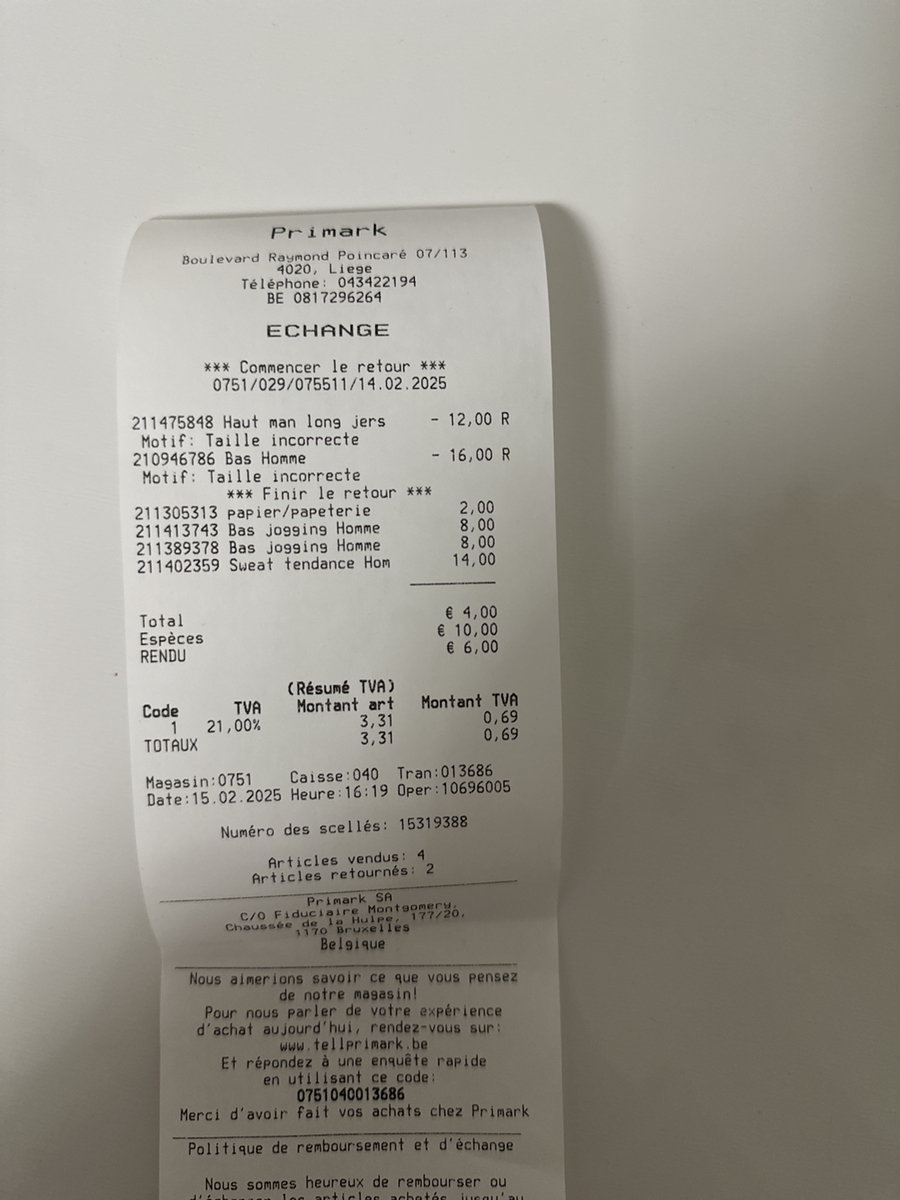 Primark
Boulevard Raymond Poincaré 07/113
4020, Liege
Téléphone: 043422194
BE 0817296264
ECHANGE
*** Commencer le retour ***
0751/029/075511/14.02.2025
211475848 Haut man long jers - 12,00 R
Motif: Taille incorrecte
210946786 Bas Homme - 16,00 R
Motif: Taille incorrecte
*** Finir le retour ***
211305313 papier/papeterie 2,00
211413743 Bas jogging Homme 8,00
211389378 Bas jogging Homme 8,00
211402359 Sweat tendance Hom 14,00
Total € 4,00
Espèces € 10,00
RENDU € 6,00
(Résumé TVA)
Code TVA Montant art Montant TVA
1 21,00% 3,31 0,69
TOTAUX 3,31 0,69
Magasin:0751 Caisse:040 Tran:013686
Date:15.02.2025 Heure:16:19 Oper:10696005
Numéro des scellés: 15319388
Articles vendus: 4
Articles retournés: 2
Primark SA
C/O Fiduciaire Montgomery,
Chaussée de la Hulpe, 177/20,
1170 Bruxelles
Belgique
Nous aimerions savoir ce que vous pensez
de notre magasin!
Pour nous parler de votre expérience
d'achat aujourd'hui, rendez-vous sur:
www.tellprimark.be
Et répondez à une enquête rapide
en utilisant ce code:
0751040013686
Merci d'avoir fait vos achats chez Primark
Politique de remboursement et d'échange
Nous sommes heureux de rembourser ou
d'échanger les articles achetés jusqu'au